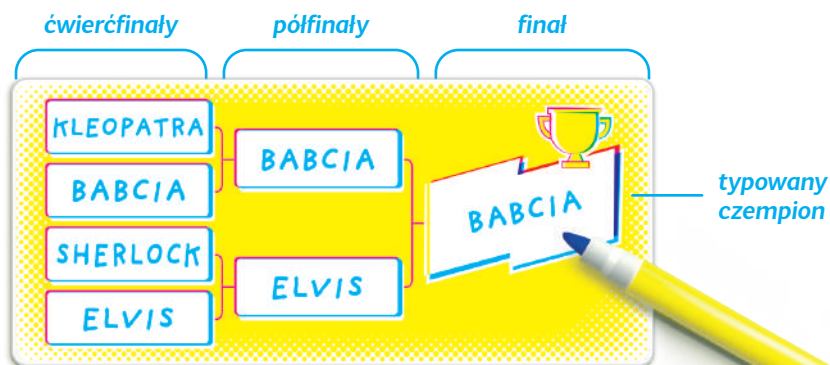 ćwierćfinały
półfinały
finał
KLEOPATRA
BABCIA
SHERLOCK
ELVIS
BABCIA
ELVIS
BABCIA
typowany
czempion